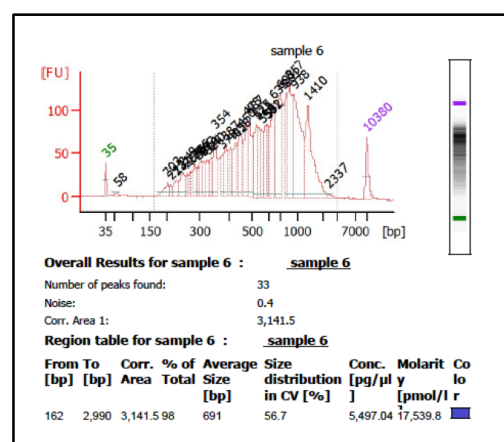 sample 6
[FU]
100
50
0
35
58
354
938
1410
2337
10380
35 150 300 500 1000 7000 [bp]
Overall Results for sample 6 : sample 6
Number of peaks found: 33
Noise: 0.4
Corr. Area 1: 3,141.5
Region table for sample 6 : sample 6
From To Corr. % of Average Size Conc. Molarit Co
[bp] [bp] Area Total Size distribution [pg/µl y lo
[bp] in CV [%] ] [pmol/l r
162 2,990 3,141.5 98 691 56.7 5,497.04 17,539.8